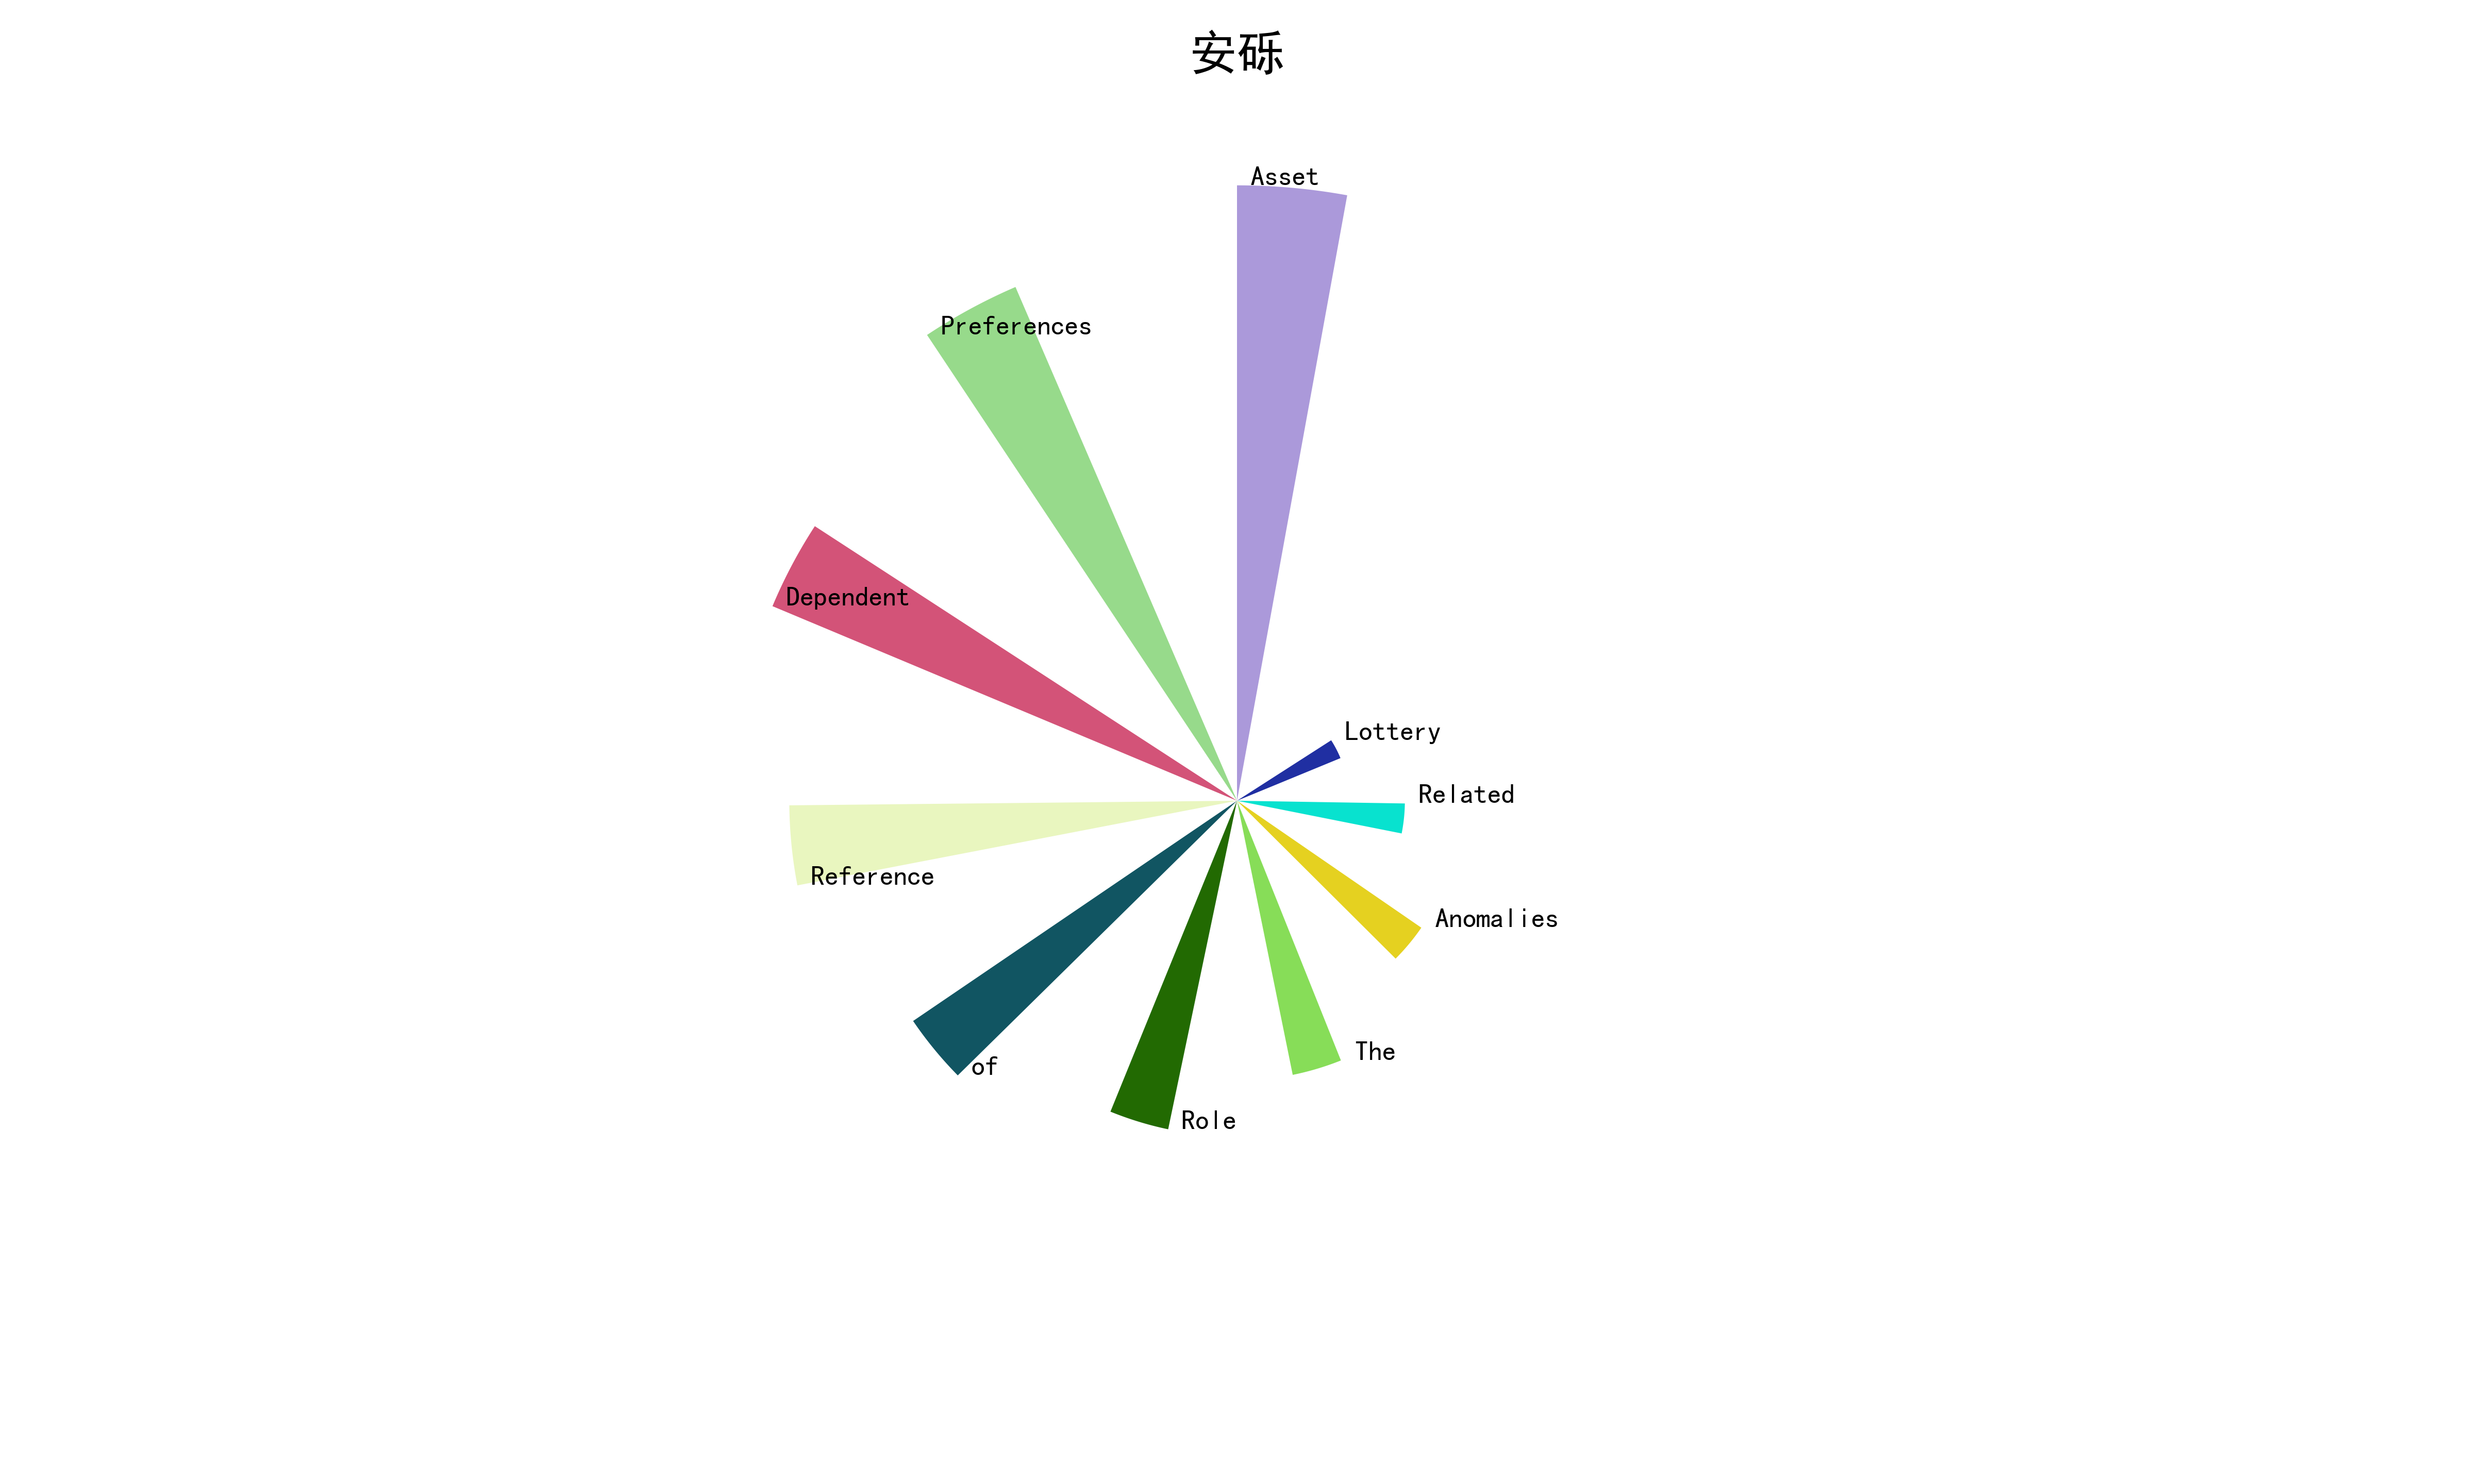 安砾
Asset
Preferences
Dependent
Lottery
Related
Reference
Anomalies
The
of
Role